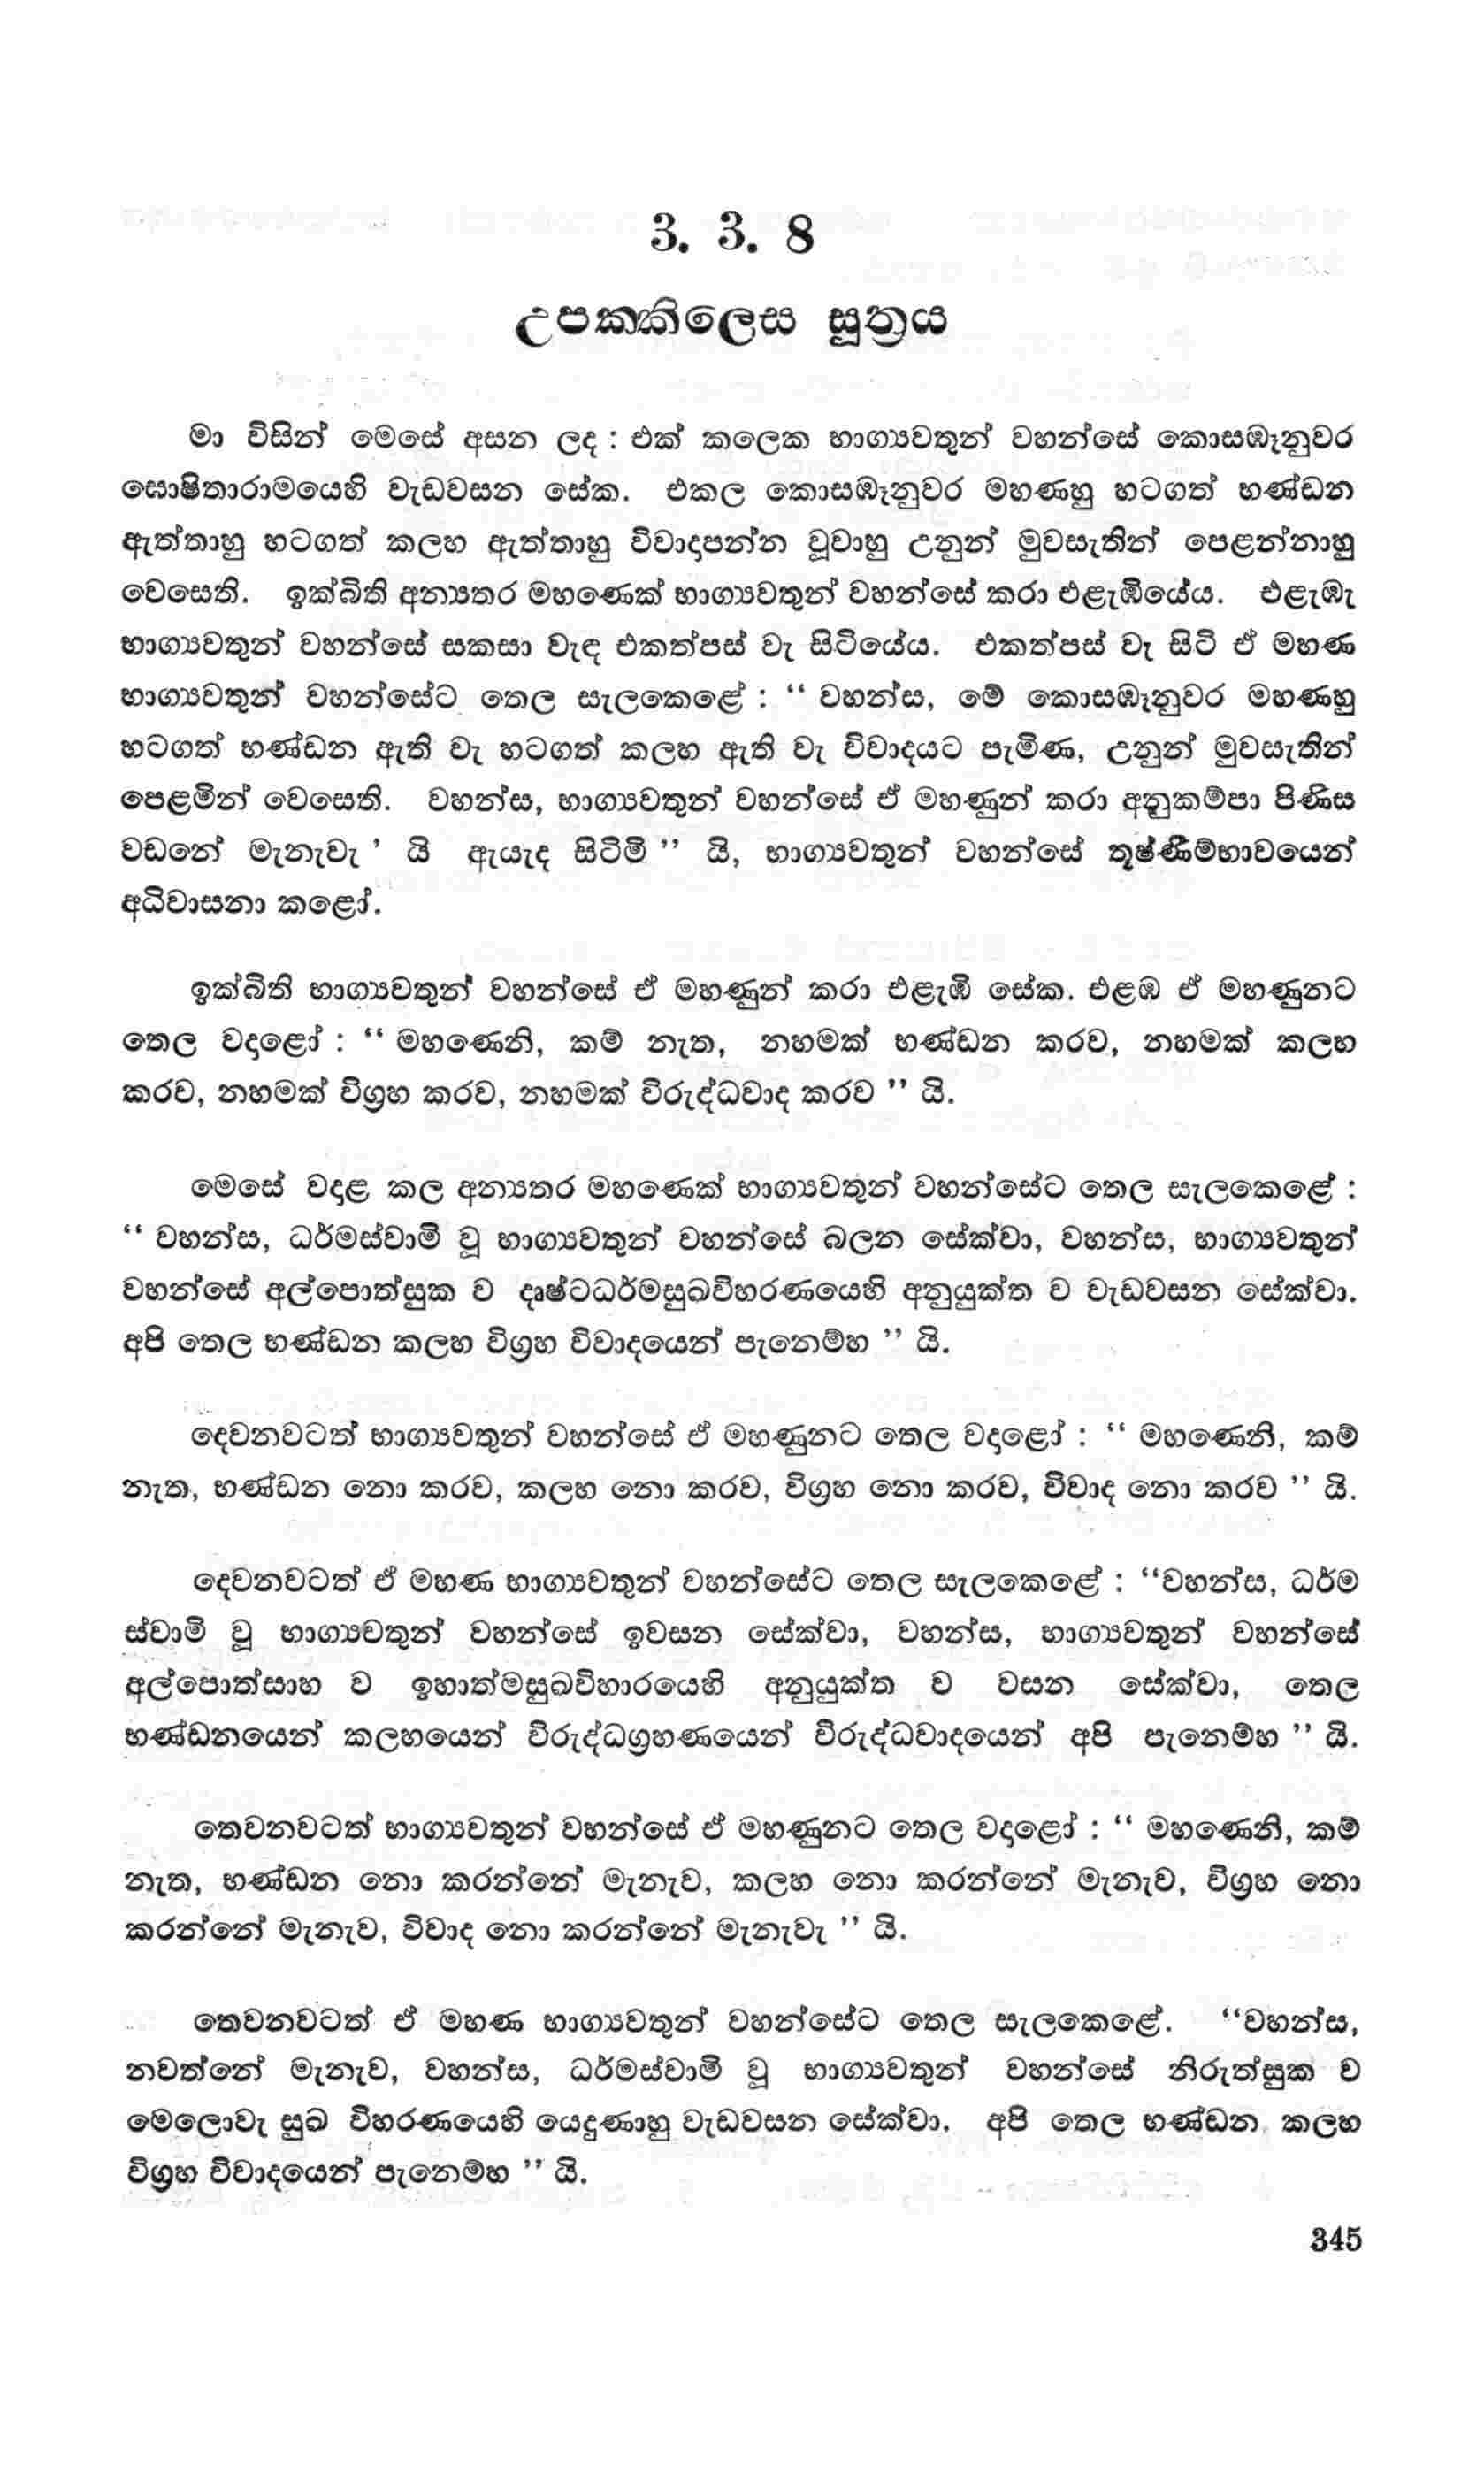 3. 3. 8
උපක්කිලෙස සූත්‍රය
මා විසින් මෙසේ අසන ලද : එක් කලෙක භාග්‍යවතුන් වහන්සේ කොසඹෑනුවර
ඝොෂිතාරාමයෙහි වැඩවසන සේක. එකල කොසඹෑනුවර මහණහු හටගත් භණ්ඩන
ඇත්තාහු හටගත් කලහ ඇත්තාහු විවාදාපන්න වූවාහු උනුන් මුවසැතින් පෙළන්නාහු
වෙසෙති. ඉක්බිති අන්‍යතර මහණෙක් භාග්‍යවතුන් වහන්සේ කරා එළැඹියේය. එළැඹැ
භාග්‍යවතුන් වහන්සේ සකසා වැඳ එකත්පස් වැ සිටියේය. එකත්පස් වැ සිටි ඒ මහණ
භාග්‍යවතුන් වහන්සේට තෙල සැලකෙළේ : “ වහන්ස, මේ කොසඹෑනුවර මහණහු
හටගත් භණ්ඩන ඇති වැ හටගත් කලහ ඇති වැ විවාදයට පැමිණ, උනුන් මුවසැතින්
පෙළමින් වෙසෙති. වහන්ස, භාග්‍යවතුන් වහන්සේ ඒ මහණුන් කරා අනුකම්පා පිණිස
වඩනේ මැනැවැ ’ යි ඇයැද සිටිමි ” යි, භාග්‍යවතුන් වහන්සේ තූෂ්ණීම්භාවයෙන්
අධිවාසනා කළෝ.
ඉක්බිති භාග්‍යවතුන් වහන්සේ ඒ මහණුන් කරා එළැඹි සේක. එළඹ ඒ මහණුනට
තෙල වදාළෝ : “ මහණෙනි, කම් නැත, නහමක් භණ්ඩන කරව, නහමක් කලහ
කරව, නහමක් විග්‍රහ කරව, නහමක් විරුද්ධවාද කරව ” යි.
මෙසේ වදාළ කල අන්‍යතර මහණෙක් භාග්‍යවතුන් වහන්සේට තෙල සැලකෙළේ :
“ වහන්ස, ධර්මස්වාමි වූ භාග්‍යවතුන් වහන්සේ බලන සේක්වා, වහන්ස, භාග්‍යවතුන්
වහන්සේ අල්පොත්සුක ව දෘෂ්ටධර්මසුඛවිහරණයෙහි අනුයුක්ත ව වැඩවසන සේක්වා.
අපි තෙල භණ්ඩන කලහ විග්‍රහ විවාදයෙන් පැනෙම්හ ” යි.
දෙවනවටත් භාග්‍යවතුන් වහන්සේ ඒ මහණුනට තෙල වදාළෝ : “ මහණෙනි, කම්
නැත, භණ්ඩන නො කරව, කලහ නො කරව, විග්‍රහ නො කරව, විවාද නො කරව ” යි.
දෙවනවටත් ඒ මහණ භාග්‍යවතුන් වහන්සේට තෙල සැලකෙළේ : “වහන්ස, ධර්ම
ස්වාමි වූ භාග්‍යවතුන් වහන්සේ ඉවසන සේක්වා, වහන්ස, භාග්‍යවතුන් වහන්සේ
අල්පොත්සාහ ව ඉහාත්මසුඛවිහාරයෙහි අනුයුක්ත ව වසන සේක්වා, තෙල
භණ්ඩනයෙන් කලහයෙන් විරුද්ධග්‍රහණයෙන් විරුද්ධවාදයෙන් අපි පැනෙම්හ ” යි.
තෙවනවටත් භාග්‍යවතුන් වහන්සේ ඒ මහණුනට තෙල වදාළෝ : “ මහණෙනි, කම්
නැත, භණ්ඩන නො කරන්නේ මැනැව, කලහ නො කරන්නේ මැනැව, විග්‍රහ නො
කරන්නේ මැනැව, විවාද නො කරන්නේ මැනැවැ ” යි.
තෙවනවටත් ඒ මහණ භාග්‍යවතුන් වහන්සේට තෙල සැලකෙළේ. “වහන්ස,
නවත්නේ මැනැව, වහන්ස, ධර්මස්වාමි වූ භාග්‍යවතුන් වහන්සේ නිරුත්සුක ව
මෙලොවැ සුඛ විහරණයෙහි යෙදුණාහු වැඩවසන සේක්වා. අපි තෙල භණ්ඩන කලහ
විග්‍රහ විවාදයෙන් පැනෙම්හ ” යි.
345